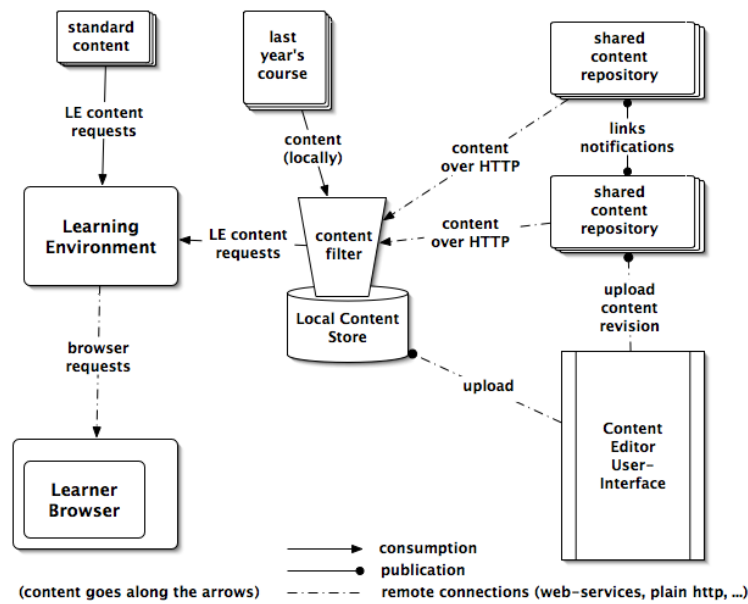 standard
content
last
year's
course
shared
content
repository
LE content
requests
content
(locally)
content
over HTTP
links
notifications
Learning
Environment
LE content
requests
content
filter
content
over HTTP
shared
content
repository
Local Content
Store
upload
content
revision
browser
requests
upload
Content
Editor
User-
Interface
Learner
Browser
consumption
publication
(content goes along the arrows)
remote connections (web-services, plain http, ...)